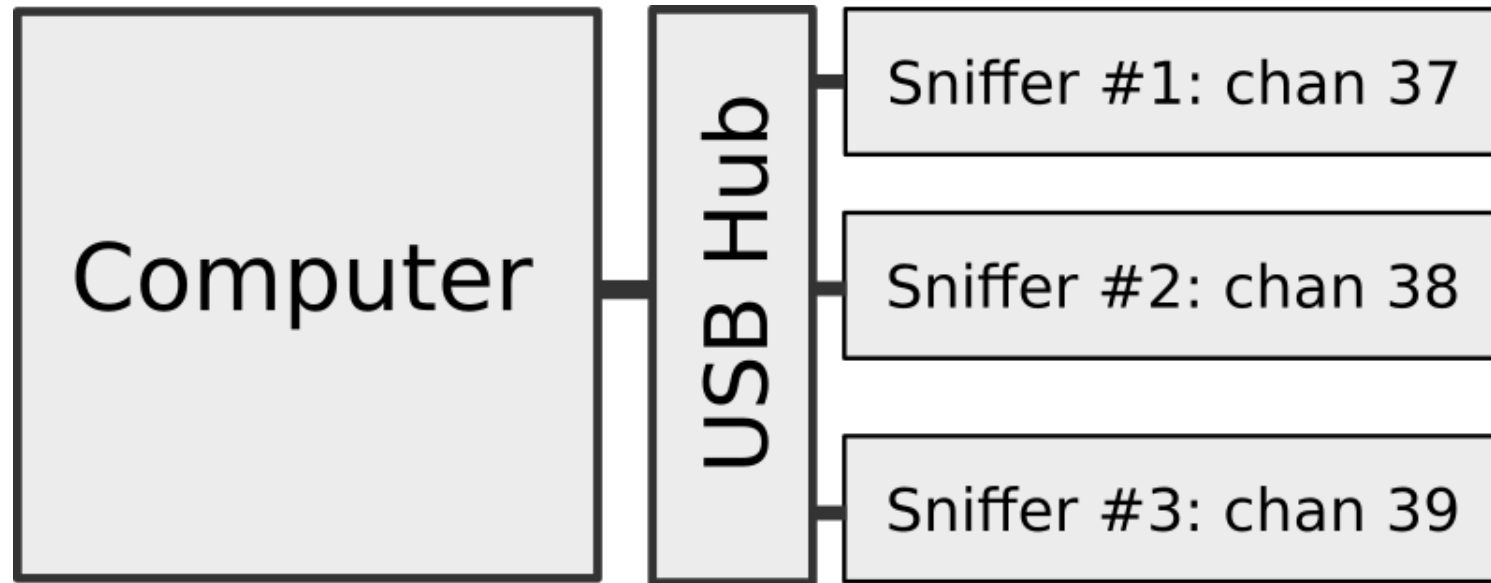 Computer
USB Hub
Sniffer #1: chan 37
Sniffer #2: chan 38
Sniffer #3: chan 39